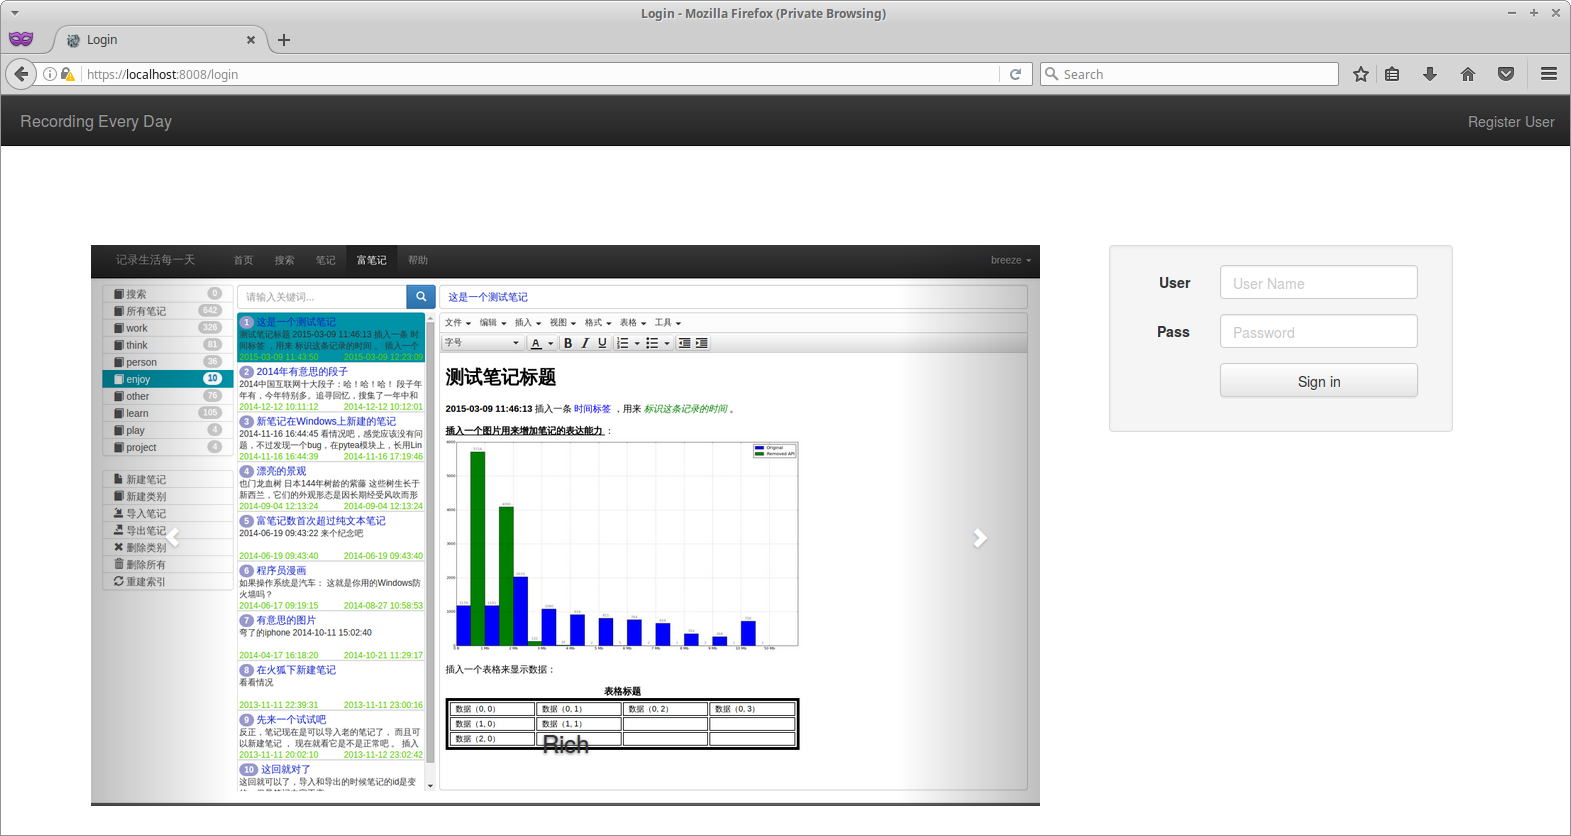 Login - Mozilla Firefox (Private Browsing)
Login
https://localhost:8008/login
Search
Recording Every Day
Register User
记录生活每一天 首页 搜索 笔记 富笔记 帮助 breeze
搜索 0
所有笔记 642
work 326
think 81
person 36
enjoy 10
other 76
learn 105
play 4
project 4
新建笔记
新建类别
导入笔记
导出笔记
删除类别
删除所有
重建索引
请输入关键词...
1 这是一个测试笔记
测试笔记标题 2015-03-09 11:46:13 插入一条 时
间标签 ，用来 标识这条记录的时间 。 插入一个
2015-03-09 11:43:50 2015-03-09 12:23:09
2 2014年有意思的段子
2014中国互联网十大段子：哈！哈！哈！ 段子年
年有，今年特别多。追寻回忆，搜集了一年中和
2014-12-12 10:11:12 2014-12-12 10:12:01
3 新笔记在Windows上新建的笔记
2014-11-16 16:44:45 看情况吧，感觉应该没有问
题，不过发现一个bug，在pytea模块上，长用Lin
2014-11-16 16:44:39 2014-11-16 17:19:46
4 漂亮的景观
也门龙血树 日本144年树龄的紫藤 这些树生长于
新西兰，它们的外观形态是因长期经受风吹而形
2014-09-04 12:13:24 2014-09-04 12:13:24
5 富笔记数首次超过纯文本笔记
2014-06-19 09:43:22 来个纪念吧
2014-06-19 09:43:40 2014-06-19 09:43:40
6 程序员漫画
如果操作系统是汽车： 这就是你用的Windows防
火墙吗？
2014-06-17 09:19:15 2014-08-27 10:58:53
7 有意思的图片
弯了的iphone 2014-10-11 15:02:40
2014-04-17 16:18:20 2014-10-21 11:29:17
8 在火狐下新建笔记
看看情况
2013-11-11 22:39:31 2013-11-11 23:00:16
9 先来一个试试吧
反正，笔记现在是可以导入老的笔记了， 而且可
以新建笔记 ， 现在就看它是不是正常吧 。 插入
2013-11-11 20:02:10 2013-11-12 23:02:42
10 这回就对了
这回就可以了，导入和导出的时候笔记的id是变
这是一个测试笔记
文件 编辑 插入 视图 格式 表格 工具
字号 A B I U
测试笔记标题
2015-03-09 11:46:13 插入一条 时间标签 ，用来 标识这条记录的时间 。
插入一个图片用来增加笔记的表达能力 ：
Original
Removed API
插入一个表格来显示数据：
表格标题
数据（0, 0） 数据（0, 1） 数据（0, 2） 数据（0, 3）
数据（1, 0） 数据（1, 1）
数据（2, 0）
Rich
User User Name
Pass Password
Sign in